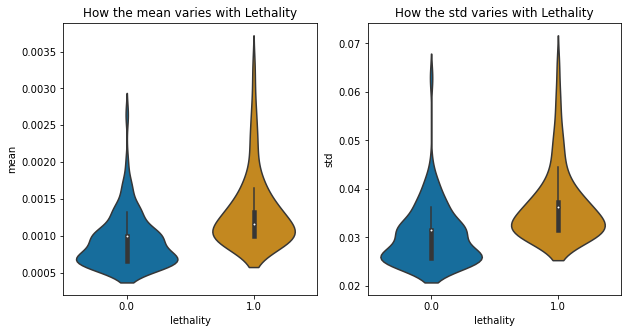 How the mean varies with Lethality
mean
0.0035
0.0030
0.0025
0.0020
0.0015
0.0010
0.0005
0.0
1.0
lethality
How the std varies with Lethality
std
0.07
0.06
0.05
0.04
0.03
0.02
0.0
1.0
lethality